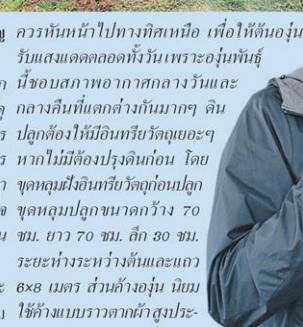 ควรหันหน้าไปทางทิศเหนือ เพื่อให้ต้นองุ่น
รับแสงแดดตลอดทั้งวันเพราะองุ่นพันธุ์
นี้ชอบสภาพอากาศกลางวันและ
กลางคืนที่แตกต่างกันมากๆ ดิน
ปลูกต้องให้มีอินทรียวัตถุเยอะๆ
หากไม่มีต้องปรุงดินก่อน โดย
ขุดหลุมฝังอินทรียวัตถุก่อนปลูก
ขุดหลุมปลูกขนาดกว้าง 70
ซม. ยาว 70 ซม. ลึก 30 ซม.
ระยะห่างระหว่างต้นและแถว
6×8 เมตร ส่วนค้างองุ่น นิยม
ใช้ค้างแบบราวตากผ้าสูงประ-